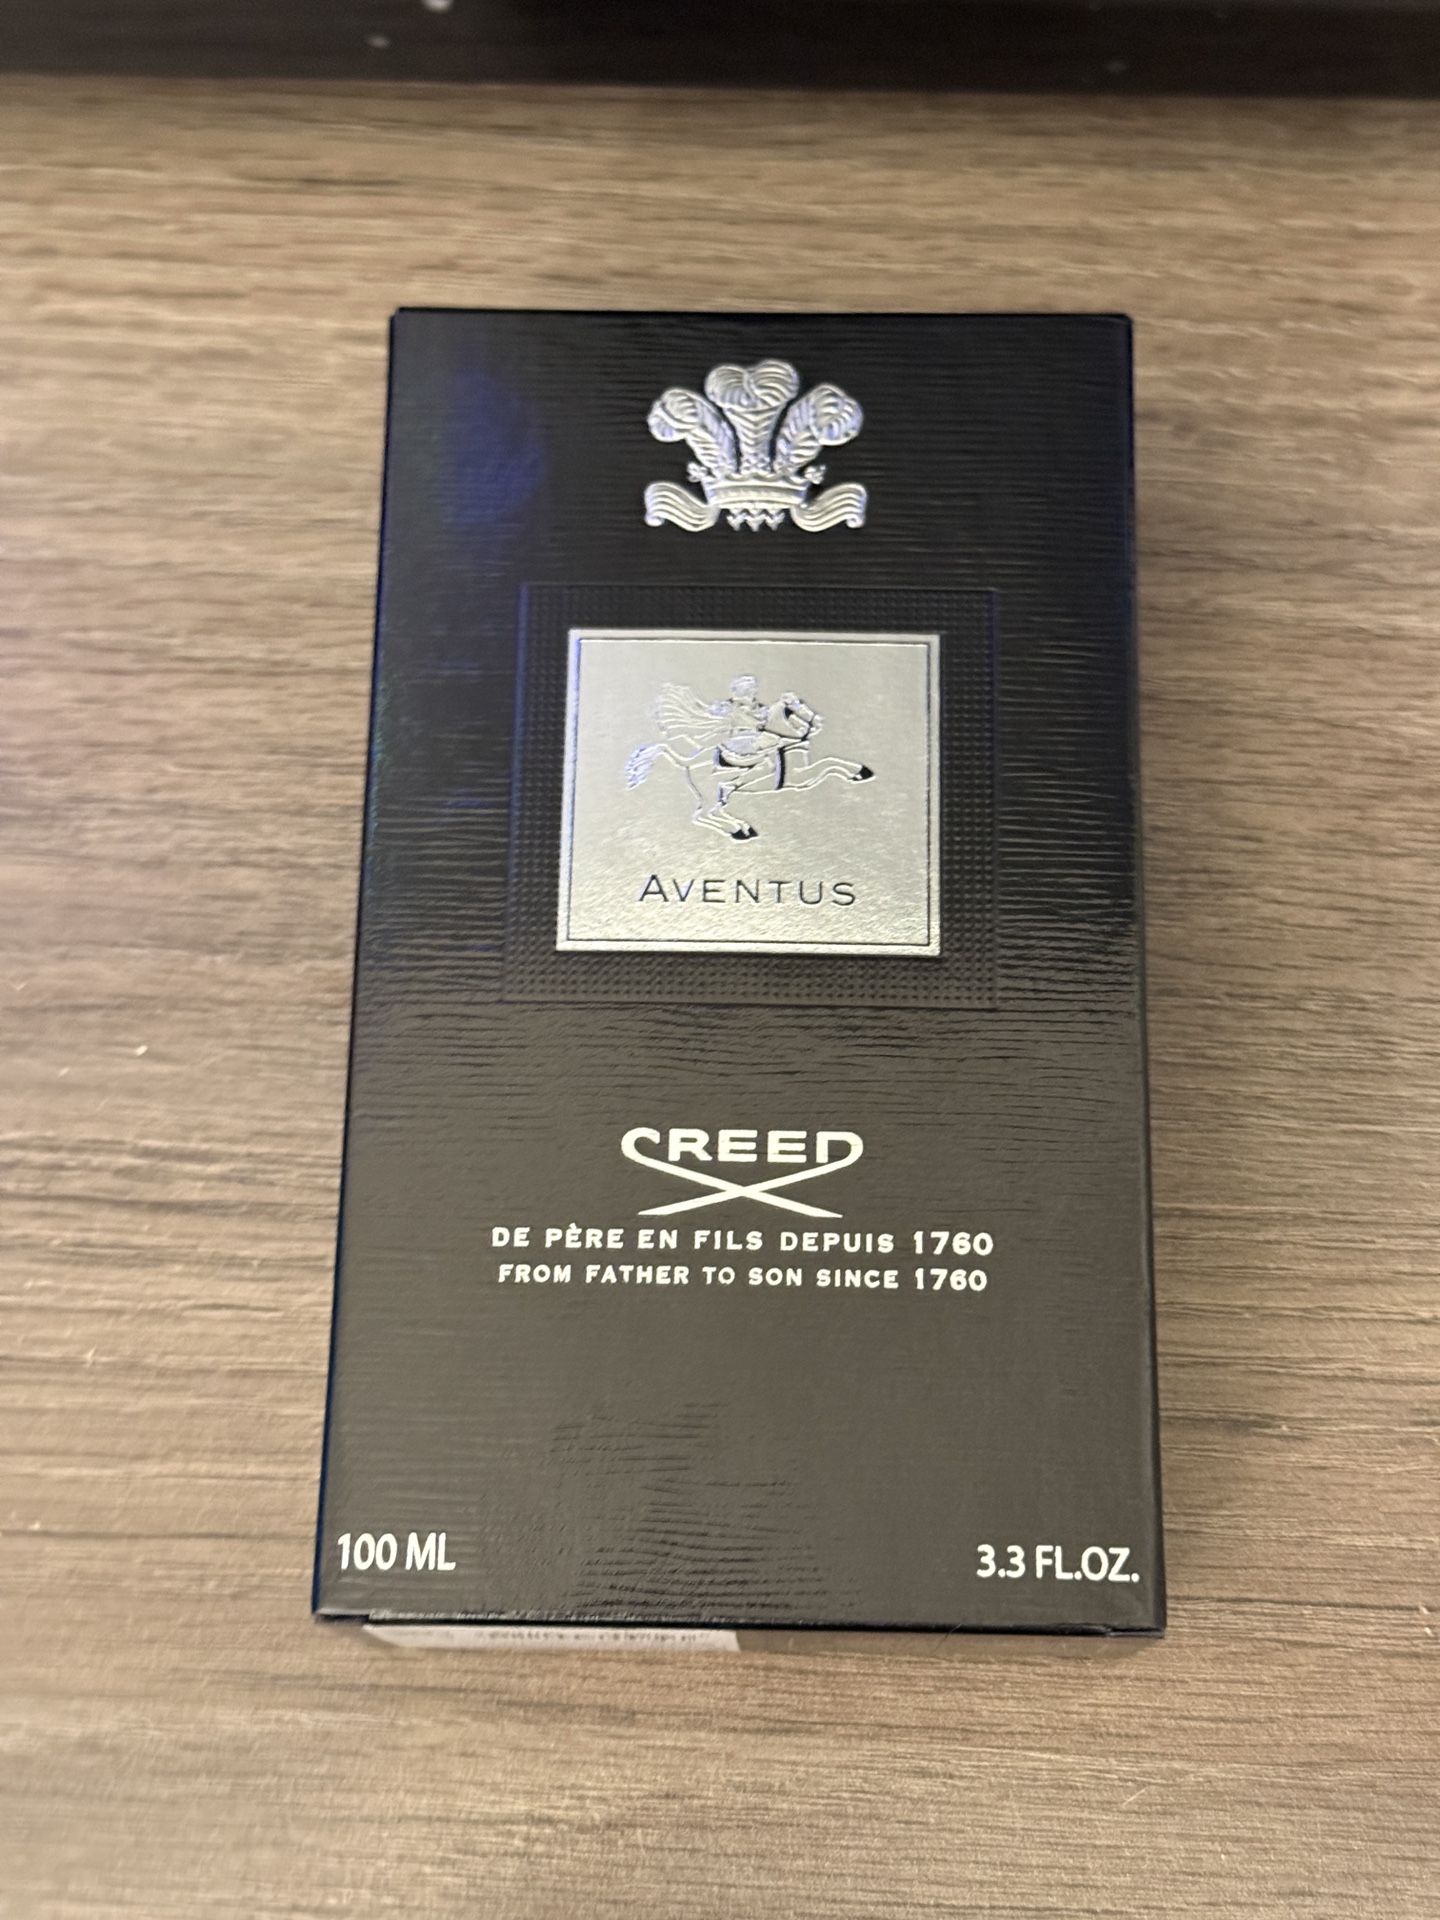 AVENTUS
CREED
DE PÈRE EN FILS DEPUIS 1760
FROM FATHER TO SON SINCE 1760
100 ML
3.3 FL.OZ.